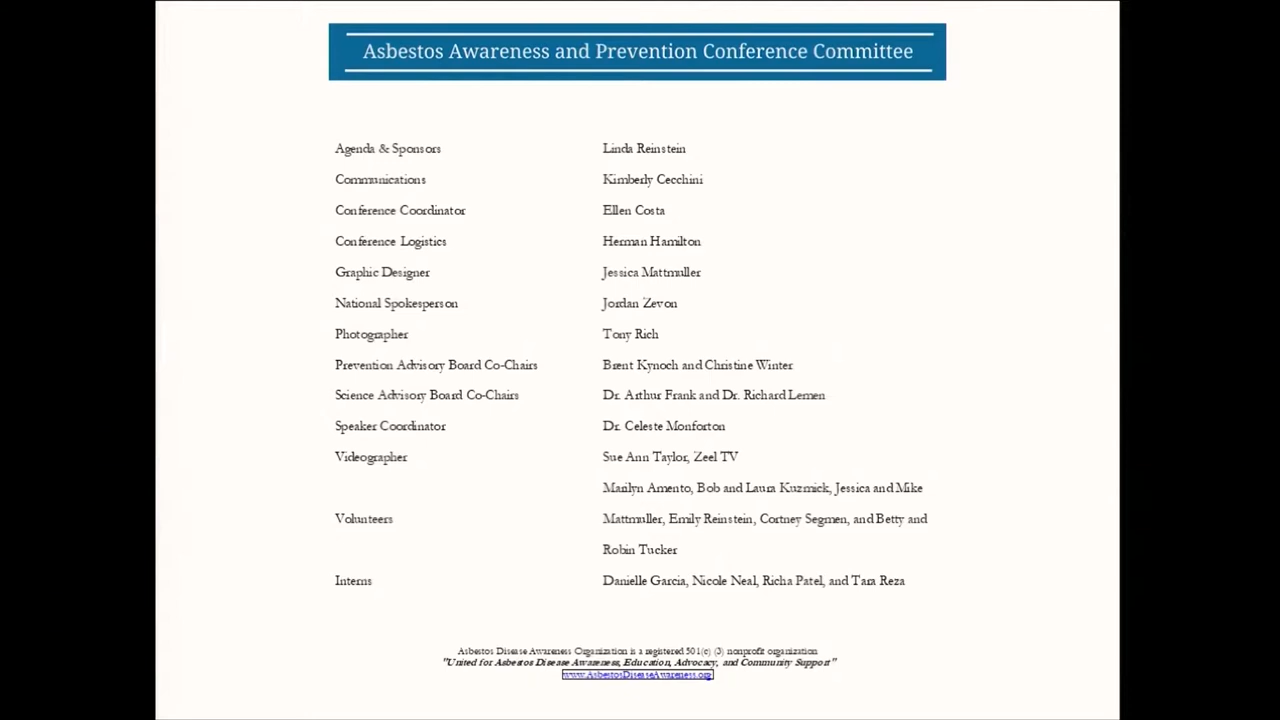 Asbestos Awareness and Prevention Conference Committee
Agenda & Sponsors Linda Reinstein
Communications Kimberly Cecchini
Conference Coordinator Ellen Costa
Conference Logistics Herman Hamilton
Graphic Designer Jessica Mattmuller
National Spokesperson Jordan Zevon
Photographer Tony Rich
Prevention Advisory Board Co-Chairs Brent Kynoch and Christine Winter
Science Advisory Board Co-Chairs Dr. Arthur Frank and Dr. Richard Lemen
Speaker Coordinator Dr. Celeste Monforton
Videographer Sue Ann Taylor, Zeel TV
Marilyn Amento, Bob and Laura Kuzmick, Jessica and Mike
Volunteers Mattmuller, Emily Reinstein, Cortney Segmen, and Betty and
Robin Tucker
Interns Danielle Garcia, Nicole Neal, Richa Patel, and Tara Reza
Asbestos Disease Awareness Organization is a registered 501(c) (3) nonprofit organization
"United for Asbestos Disease Awareness, Education, Advocacy, and Community Support"
www.AsbestosDiseaseAwareness.org